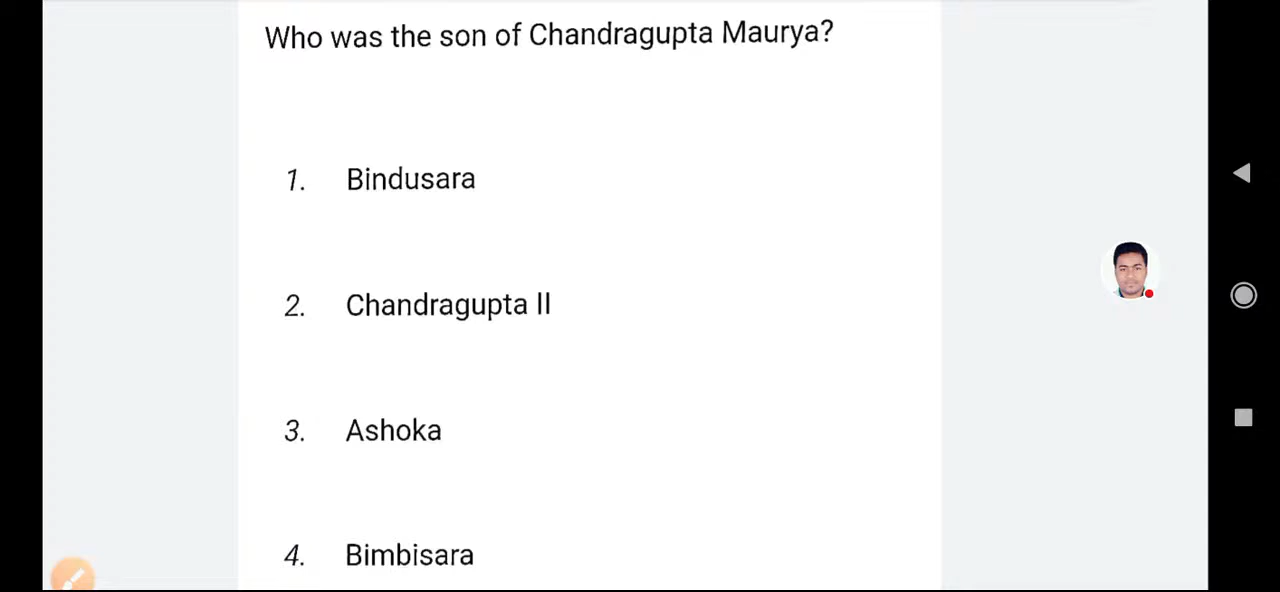 Who was the son of Chandragupta Maurya?
1. Bindusara
2. Chandragupta II
3. Ashoka
4. Bimbisara